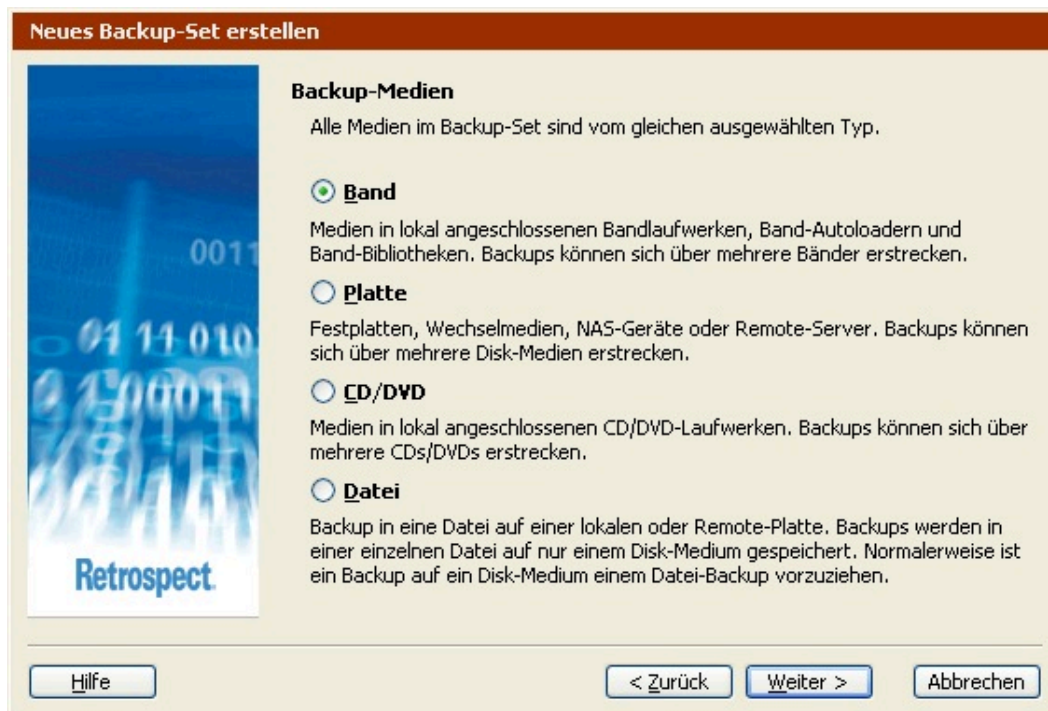 Neues Backup-Set erstellen
Backup-Medien
Alle Medien im Backup-Set sind vom gleichen ausgewählten Typ.
Band
Medien in lokal angeschlossenen Bandlaufwerken, Band-Autoloadern und
Band-Bibliotheken. Backups können sich über mehrere Bänder erstrecken.
Platte
Festplatten, Wechselmedien, NAS-Geräte oder Remote-Server. Backups können
sich über mehrere Disk-Medien erstrecken.
CD/DVD
Medien in lokal angeschlossenen CD/DVD-Laufwerken. Backups können sich über
mehrere CDs/DVDs erstrecken.
Datei
Backup in eine Datei auf einer lokalen oder Remote-Platte. Backups werden in
einer einzelnen Datei auf nur einem Disk-Medium gespeichert. Normalerweise ist
ein Backup auf ein Disk-Medium einem Datei-Backup vorzuziehen.
0011
01 11 010
Retrospect
Hilfe
< Zurück
Weiter >
Abbrechen